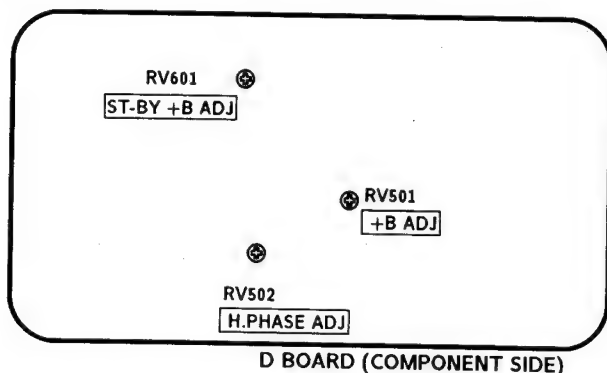 RV601
ST-BY +B ADJ
RV501
+B ADJ
RV502
H.PHASE ADJ
D BOARD (COMPONENT SIDE)